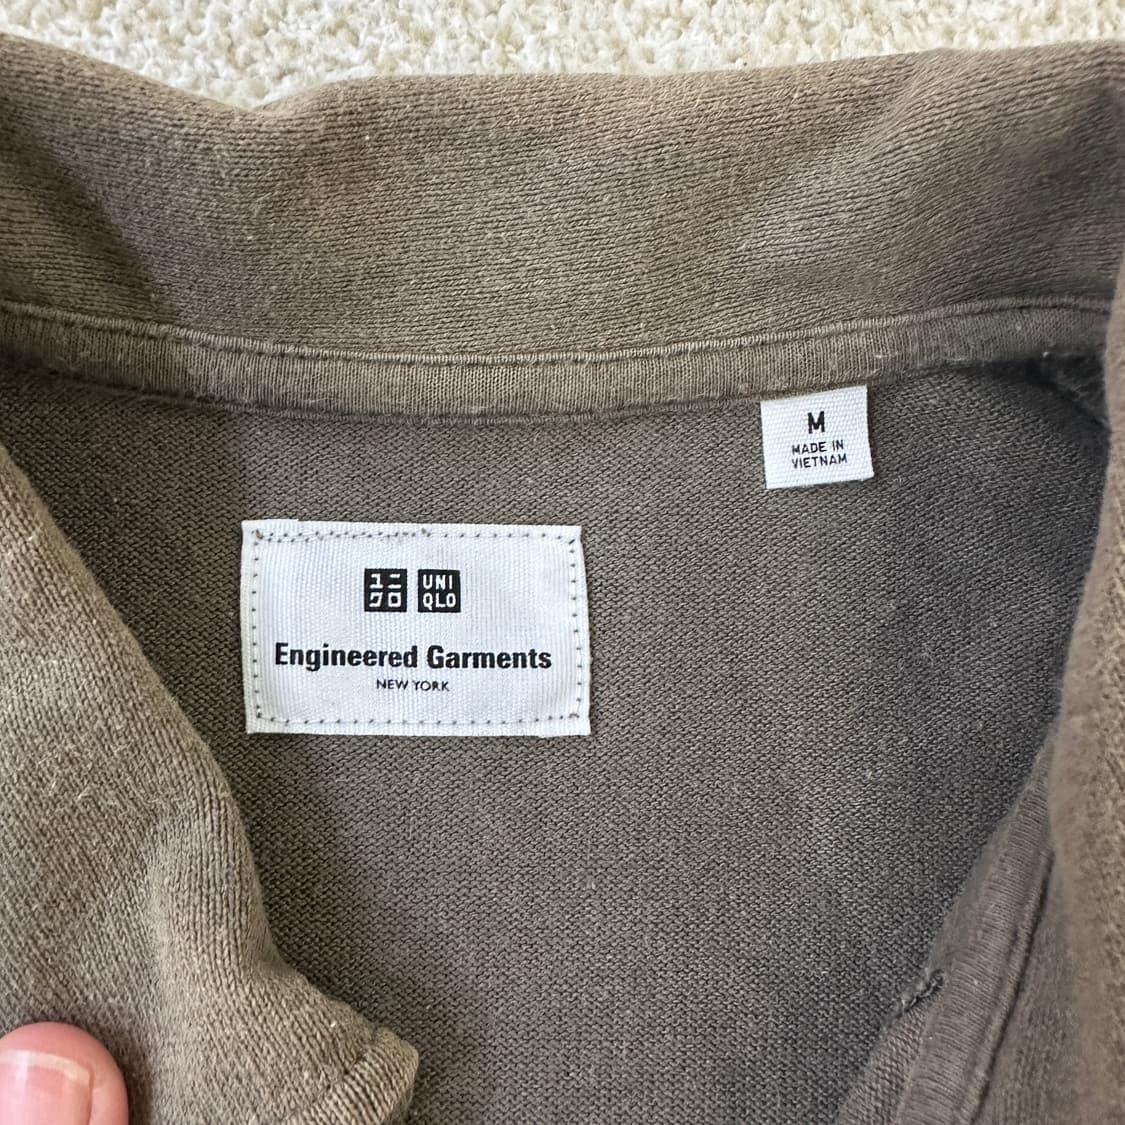 M
MADE IN
VIETNAM
ユニ UNI
クロ QLO
Engineered Garments
NEW YORK